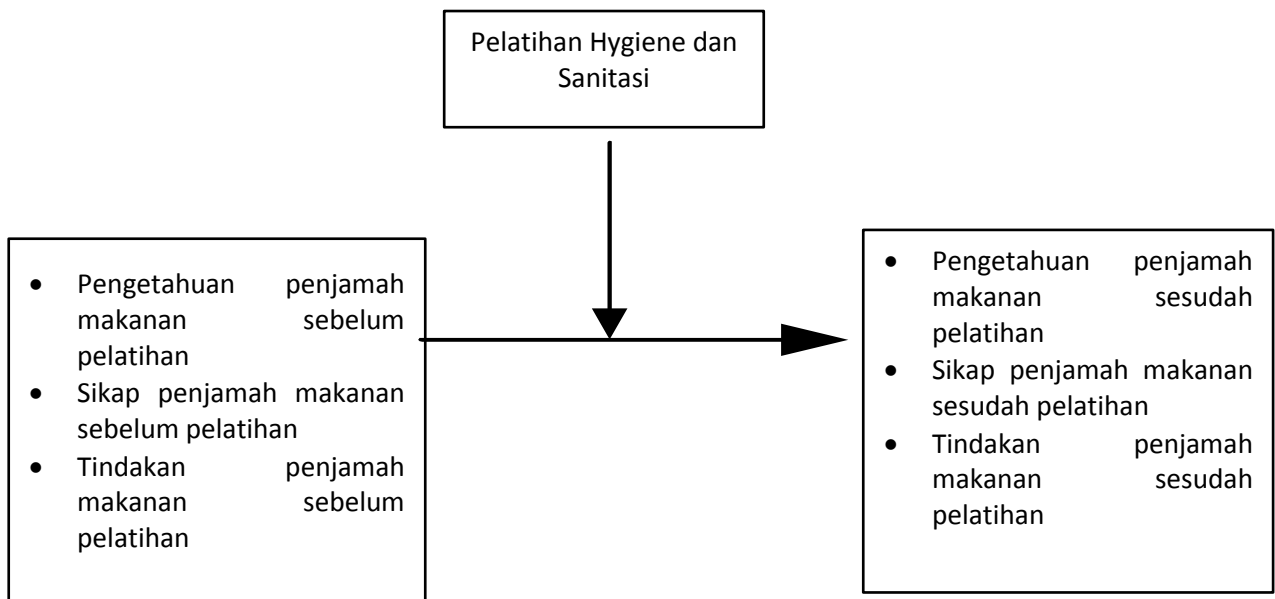 Pelatihan Hygiene dan
Sanitasi
• Pengetahuan penjamah
makanan sebelum
pelatihan
• Sikap penjamah makanan
sebelum pelatihan
• Tindakan penjamah
makanan sebelum
pelatihan
• Pengetahuan penjamah
makanan sesudah
pelatihan
• Sikap penjamah makanan
sesudah pelatihan
• Tindakan penjamah
makanan sesudah
pelatihan